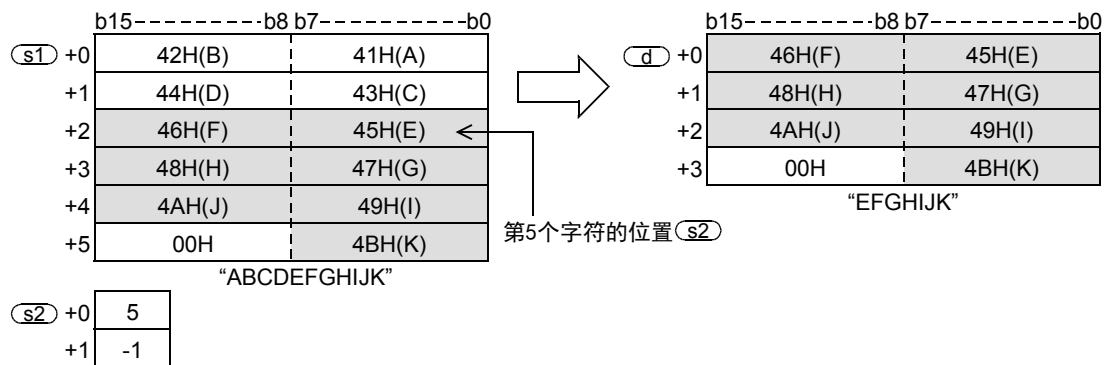 b15-----------b8 b7-------------b0
s1 +0 42H(B) 41H(A)
+1 44H(D) 43H(C)
+2 46H(F) 45H(E)
+3 48H(H) 47H(G)
+4 4AH(J) 49H(I)
+5 00H 4BH(K)
“ABCDEFGHIJK”
第5个字符的位置 s2
b15-----------b8 b7-------------b0
d +0 46H(F) 45H(E)
+1 48H(H) 47H(G)
+2 4AH(J) 49H(I)
+3 00H 4BH(K)
“EFGHIJK”
s2 +0 5
+1 -1